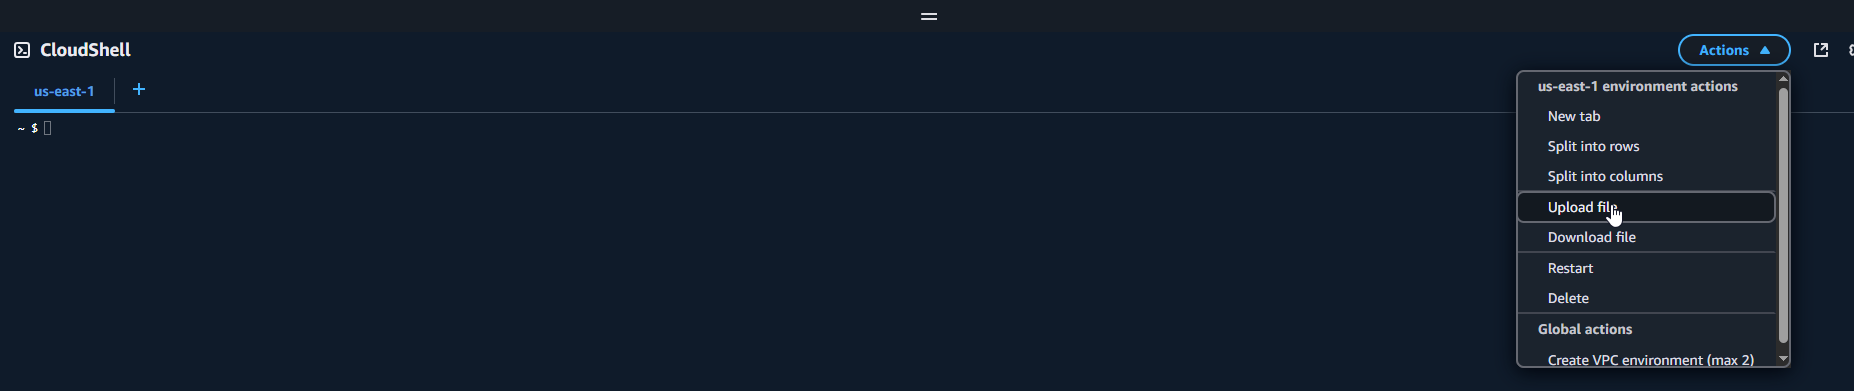 CloudShell
Actions
us-east-1
+
~ $
us-east-1 environment actions
New tab
Split into rows
Split into columns
Upload file
Download file
Restart
Delete
Global actions
Create VPC environment (max 2)